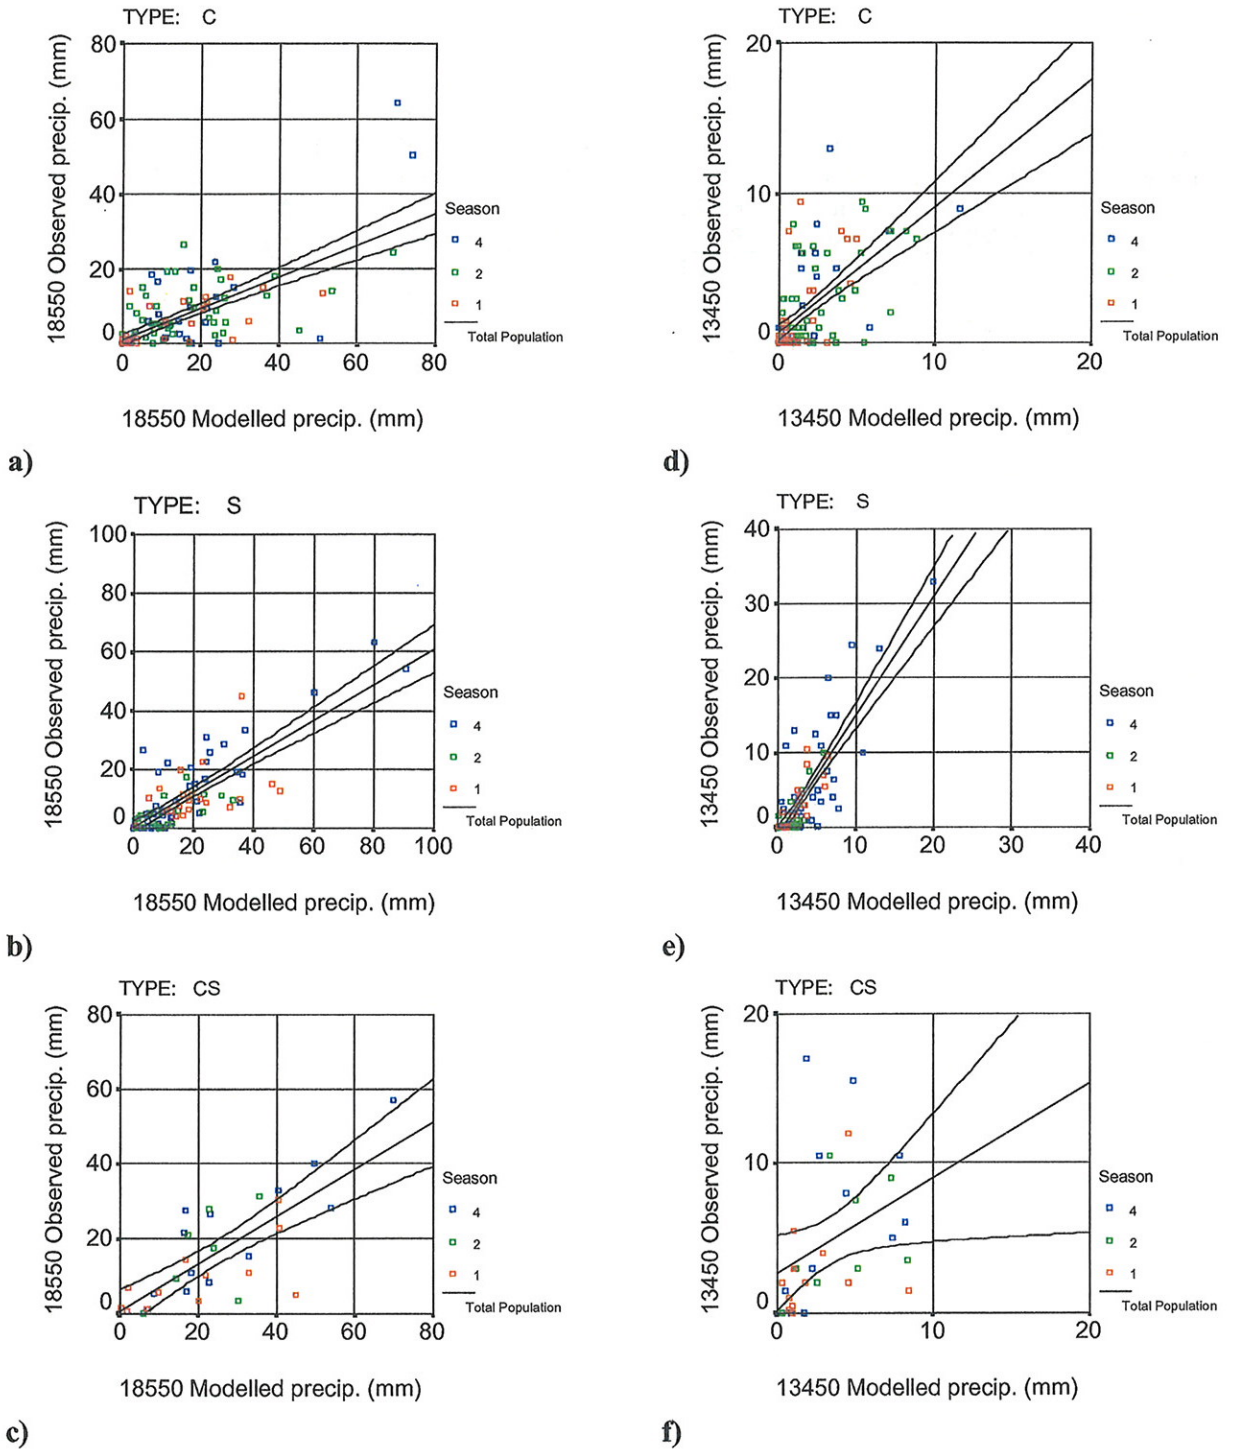 TYPE: C
18550 Observed precip. (mm)
80
60
40
20
0
0 20 40 60 80
18550 Modelled precip. (mm)
Season
4
2
1
Total Population
a)
TYPE: C
13450 Observed precip. (mm)
20
10
0
0 10 20
13450 Modelled precip. (mm)
Season
4
2
1
Total Population
d)
TYPE: S
18550 Observed precip. (mm)
100
80
60
40
20
0
0 20 40 60 80 100
18550 Modelled precip. (mm)
Season
4
2
1
Total Population
b)
TYPE: S
13450 Observed precip. (mm)
40
30
20
10
0
0 10 20 30 40
13450 Modelled precip. (mm)
Season
4
2
1
Total Population
e)
TYPE: CS
18550 Observed precip. (mm)
80
60
40
20
0
0 20 40 60 80
18550 Modelled precip. (mm)
Season
4
2
1
Total Population
c)
TYPE: CS
13450 Observed precip. (mm)
20
10
0
0 10 20
13450 Modelled precip. (mm)
Season
4
2
1
Total Population
f)